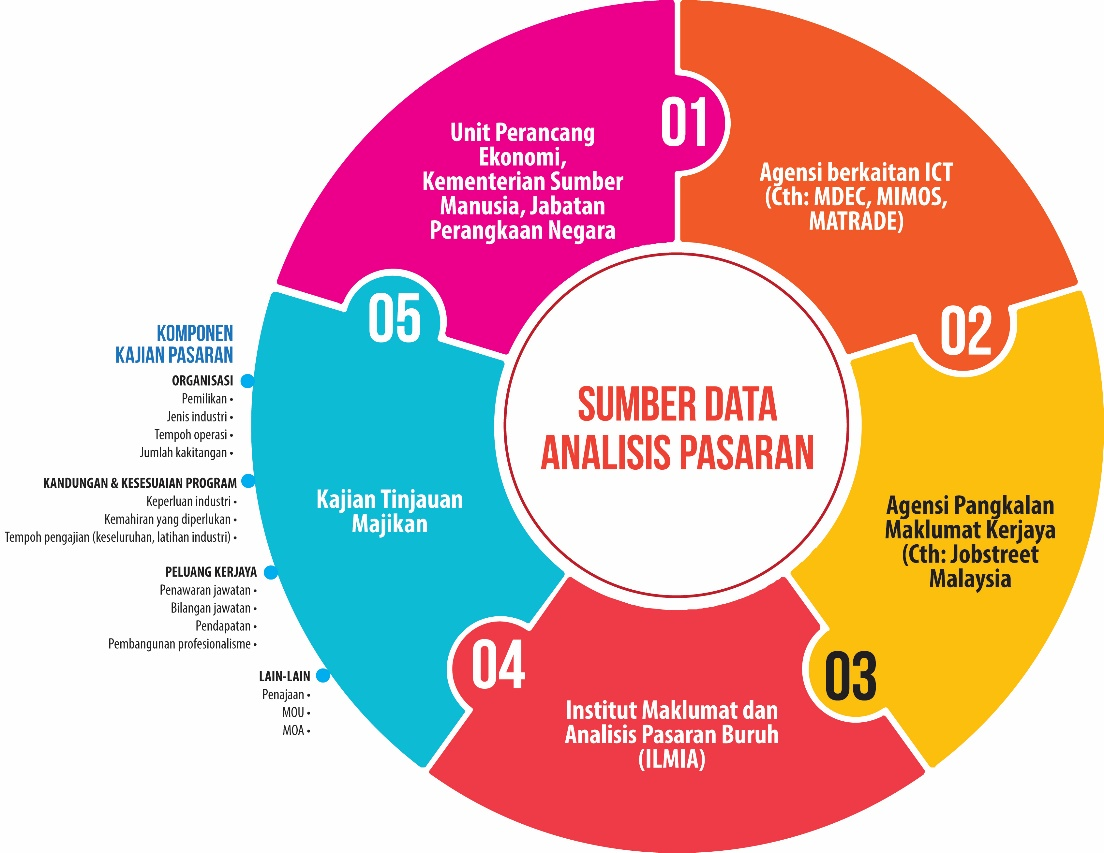 SUMBER DATA
ANALISIS PASARAN
01
Unit Perancang
Ekonomi,
Kementerian Sumber
Manusia, Jabatan
Perangkaan Negara
02
Agensi berkaitan ICT
(Cth: MDEC, MIMOS,
MATRADE)
03
Agensi Pangkalan
Maklumat Kerjaya
(Cth: Jobstreet
Malaysia
04
Institut Maklumat dan
Analisis Pasaran Buruh
(ILMIA)
05
Kajian Tinjauan
Majikan
KOMPONEN
KAJIAN PASARAN
ORGANISASI
Pemilikan •
Jenis industri •
Tempoh operasi •
Jumlah kakitangan •
KANDUNGAN & KESESUAIAN PROGRAM
Keperluan industri •
Kemahiran yang diperlukan •
Tempoh pengajian (keseluruhan, latihan industri) •
PELUANG KERJAYA
Penawaran jawatan •
Bilangan jawatan •
Pendapatan •
Pembangunan profesionalisme •
LAIN-LAIN
Penajaan •
MOU •
MOA •